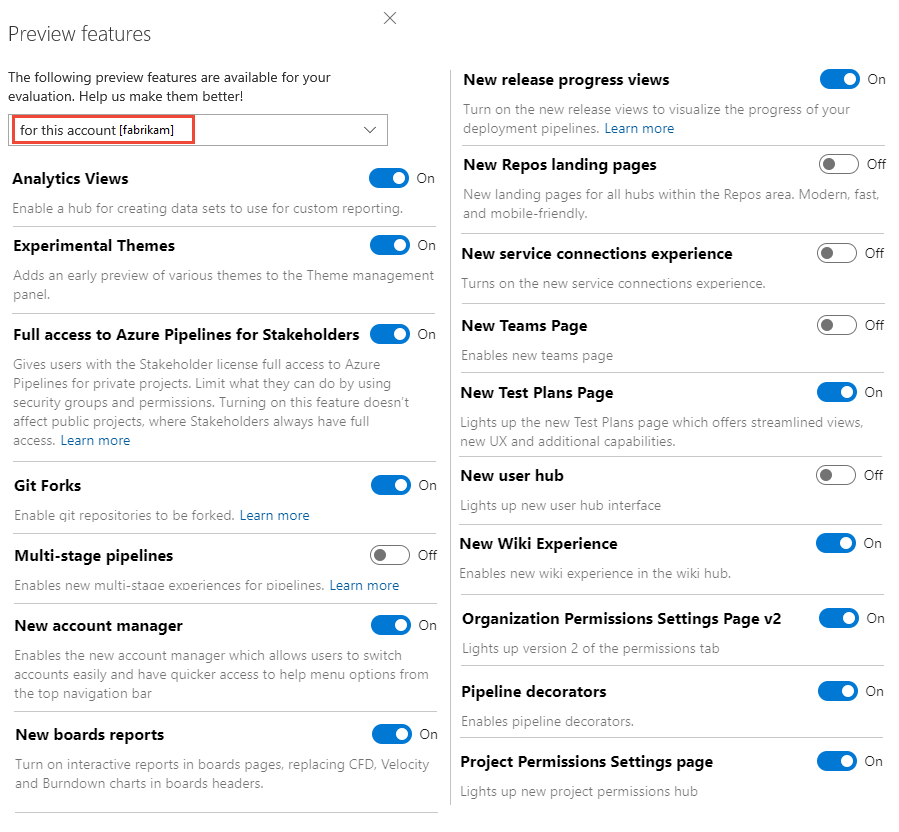 Preview features
The following preview features are available for your
evaluation. Help us make them better!
for this account [fabrikam]
Analytics Views On
Enable a hub for creating data sets to use for custom reporting.
Experimental Themes On
Adds an early preview of various themes to the Theme management
panel.
Full access to Azure Pipelines for Stakeholders On
Gives users with the Stakeholder license full access to Azure
Pipelines for private projects. Limit what they can do by using
security groups and permissions. Turning on this feature doesn't
affect public projects, where Stakeholders always have full
access. Learn more
Git Forks On
Enable git repositories to be forked. Learn more
Multi-stage pipelines Off
Enables new multi-stage experiences for pipelines. Learn more
New account manager On
Enables the new account manager which allows users to switch
accounts easily and have quicker access to help menu options from
the top navigation bar
New boards reports On
Turn on interactive reports in boards pages, replacing CFD, Velocity
and Burndown charts in boards headers.
New release progress views On
Turn on the new release views to visualize the progress of your
deployment pipelines. Learn more
New Repos landing pages Off
New landing pages for all hubs within the Repos area. Modern, fast,
and mobile-friendly.
New service connections experience Off
Turns on the new service connections experience.
New Teams Page Off
Enables new teams page
New Test Plans Page On
Lights up the new Test Plans page which offers streamlined views,
new UX and additional capabilities.
New user hub Off
Lights up new user hub interface
New Wiki Experience On
Enables new wiki experience in the wiki hub.
Organization Permissions Settings Page v2 On
Lights up version 2 of the permissions tab
Pipeline decorators On
Enables pipeline decorators.
Project Permissions Settings page On
Lights up new project permissions hub